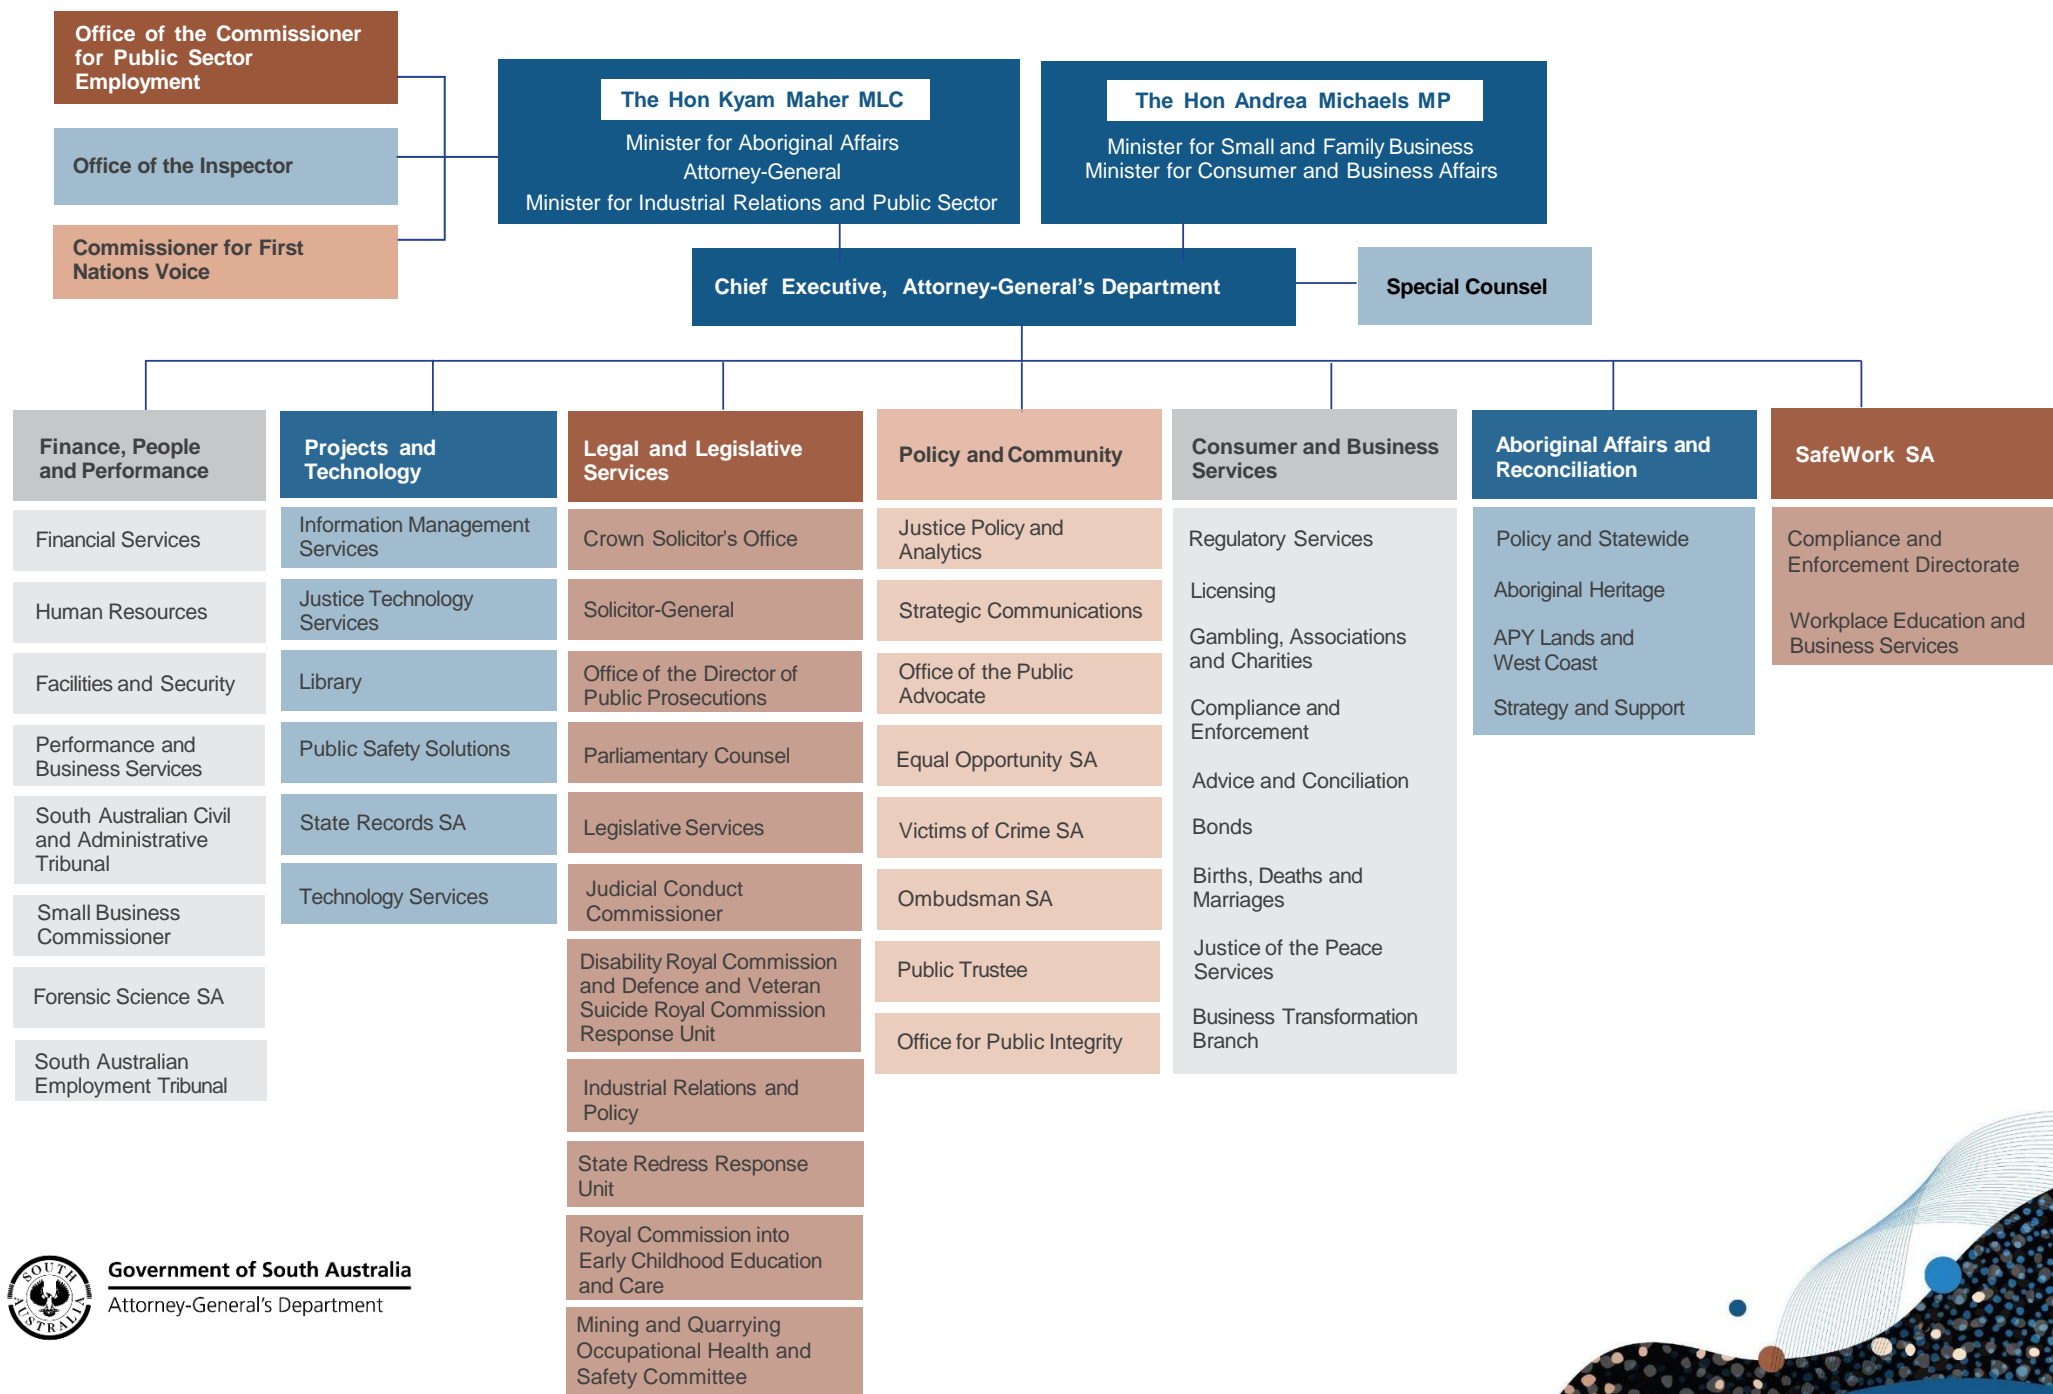 Office of the Commissioner
for Public Sector
Employment
Office of the Inspector
Commissioner for First
Nations Voice
The Hon Kyam Maher MLC
Minister for Aboriginal Affairs
Attorney-General
Minister for Industrial Relations and Public Sector
The Hon Andrea Michaels MP
Minister for Small and Family Business
Minister for Consumer and Business Affairs
Chief Executive, Attorney-General’s Department
Special Counsel
Finance, People
and Performance
Financial Services
Human Resources
Facilities and Security
Performance and
Business Services
South Australian Civil
and Administrative
Tribunal
Small Business
Commissioner
Forensic Science SA
South Australian
Employment Tribunal
Projects and
Technology
Information Management
Services
Justice Technology
Services
Library
Public Safety Solutions
State Records SA
Technology Services
Legal and Legislative
Services
Crown Solicitor’s Office
Solicitor-General
Office of the Director of
Public Prosecutions
Parliamentary Counsel
Legislative Services
Judicial Conduct
Commissioner
Disability Royal Commission
and Defence and Veteran
Suicide Royal Commission
Response Unit
Industrial Relations and
Policy
State Redress Response
Unit
Royal Commission into
Early Childhood Education
and Care
Mining and Quarrying
Occupational Health and
Safety Committee
Policy and Community
Justice Policy and
Analytics
Strategic Communications
Office of the Public
Advocate
Equal Opportunity SA
Victims of Crime SA
Ombudsman SA
Public Trustee
Office for Public Integrity
Consumer and Business
Services
Regulatory Services
Licensing
Gambling, Associations
and Charities
Compliance and
Enforcement
Advice and Conciliation
Bonds
Births, Deaths and
Marriages
Justice of the Peace
Services
Business Transformation
Branch
Aboriginal Affairs and
Reconciliation
Policy and Statewide
Aboriginal Heritage
APY Lands and
West Coast
Strategy and Support
SafeWork SA
Compliance and
Enforcement Directorate
Workplace Education and
Business Services
SOUTH AUSTRALIA
Government of South Australia
Attorney-General’s Department